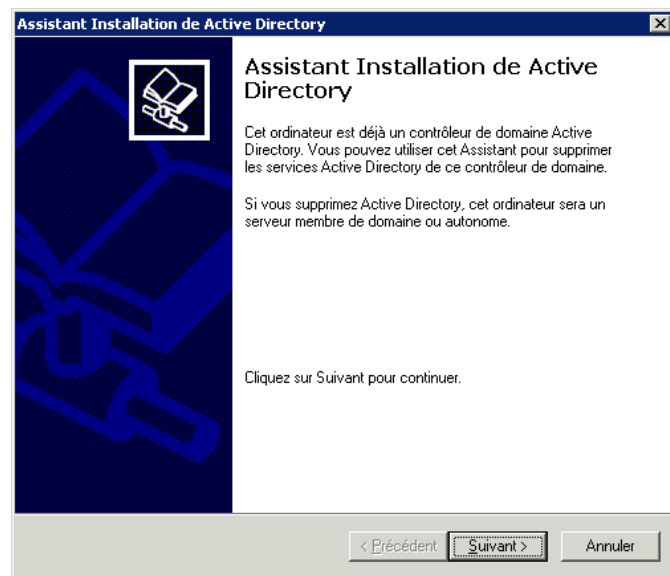 Assistant Installation de Active Directory
Assistant Installation de Active
Directory
Cet ordinateur est déjà un contrôleur de domaine Active
Directory. Vous pouvez utiliser cet Assistant pour supprimer
les services Active Directory de ce contrôleur de domaine.
Si vous supprimez Active Directory, cet ordinateur sera un
serveur membre de domaine ou autonome.
Cliquez sur Suivant pour continuer.
< Précédent Suivant > Annuler